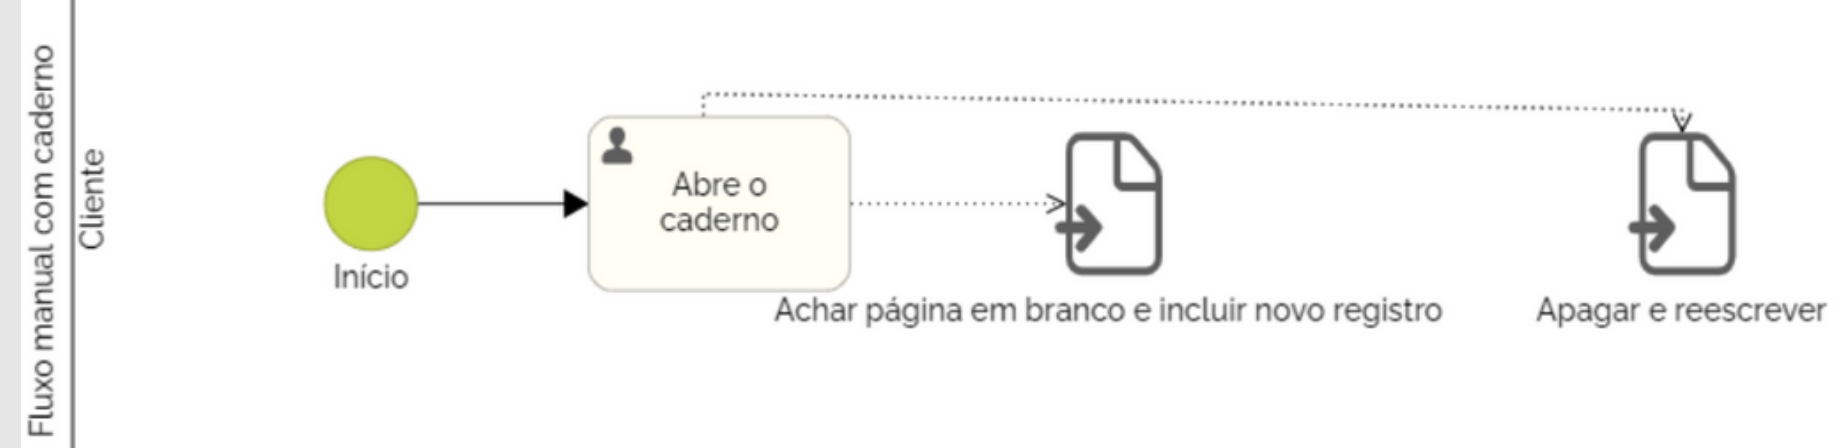 Fluxo manual com caderno
Cliente
Início
Abre o
caderno
Achar página em branco e incluir novo registro
Apagar e reescrever